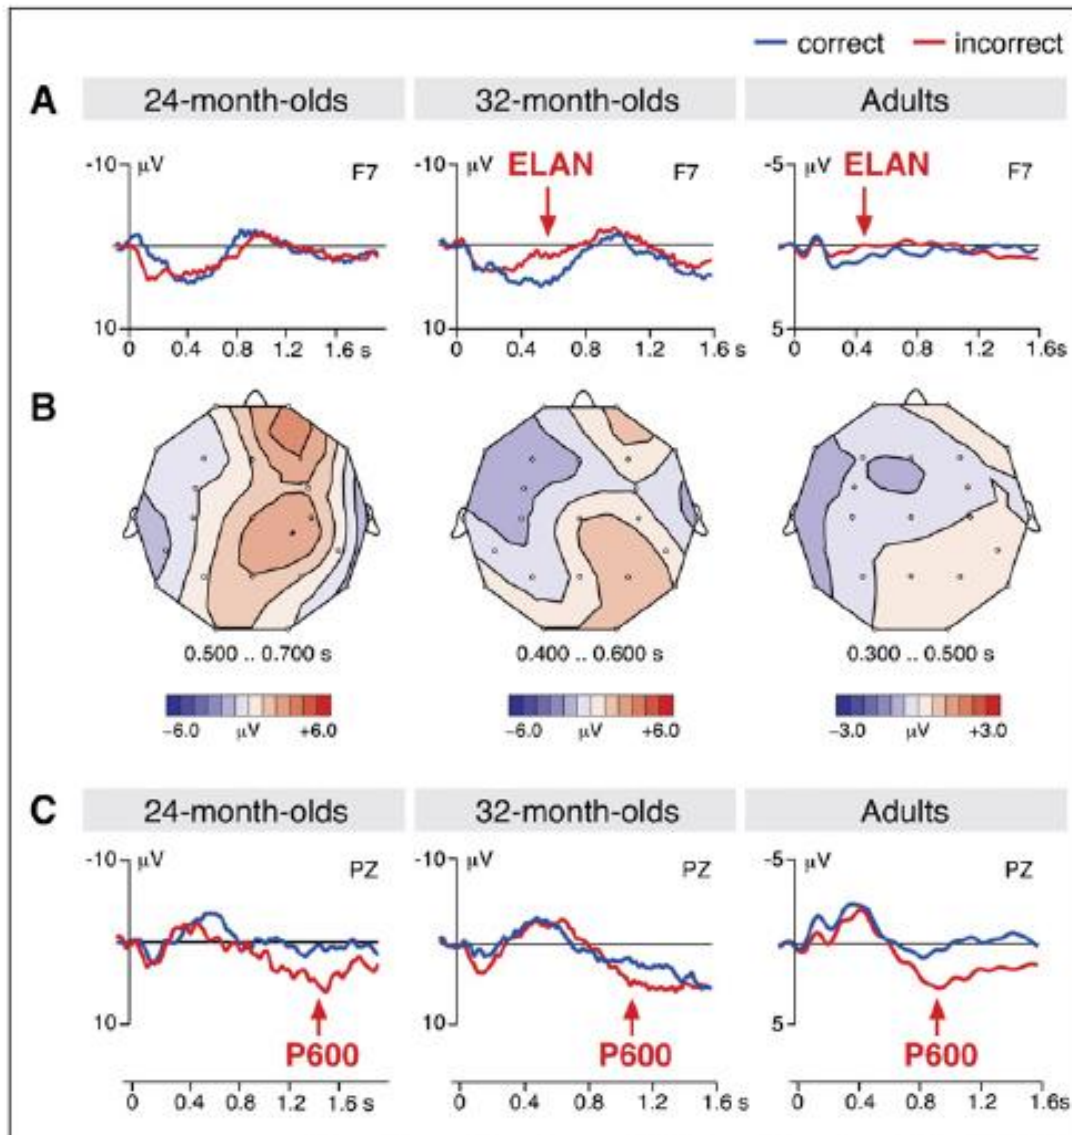 correct incorrect
A 24-month-olds 32-month-olds Adults
-10 µV F7 -10 µV ELAN F7 -5 µV ELAN F7
10 10 5
0 0.4 0.8 1.2 1.6 s 0 0.4 0.8 1.2 1.6 s 0 0.4 0.8 1.2 1.6s
B
0.500 .. 0.700 s 0.400 .. 0.600 s 0.300 .. 0.500 s
−6.0 µV +6.0 −6.0 µV +6.0 −3.0 µV +3.0
C 24-month-olds 32-month-olds Adults
-10 µV PZ -10 µV PZ -5 µV PZ
10 10 5
P600 P600 P600
0 0.4 0.8 1.2 1.6 s 0 0.4 0.8 1.2 1.6 s 0 0.4 0.8 1.2 1.6 s